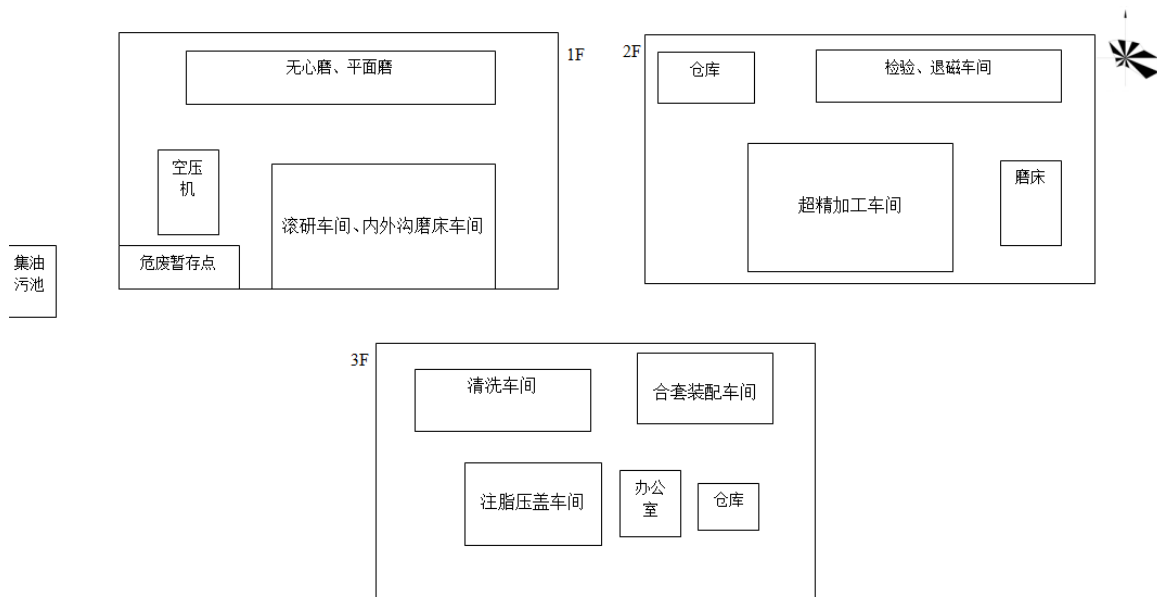 1F
无心磨、平面磨
空压
机
滚研车间、内外沟磨床车间
危废暂存点
集油
污池
2F
仓库
检验、退磁车间
超精加工车间
磨床
3F
清洗车间
合套装配车间
注脂压盖车间
办公
室
仓库